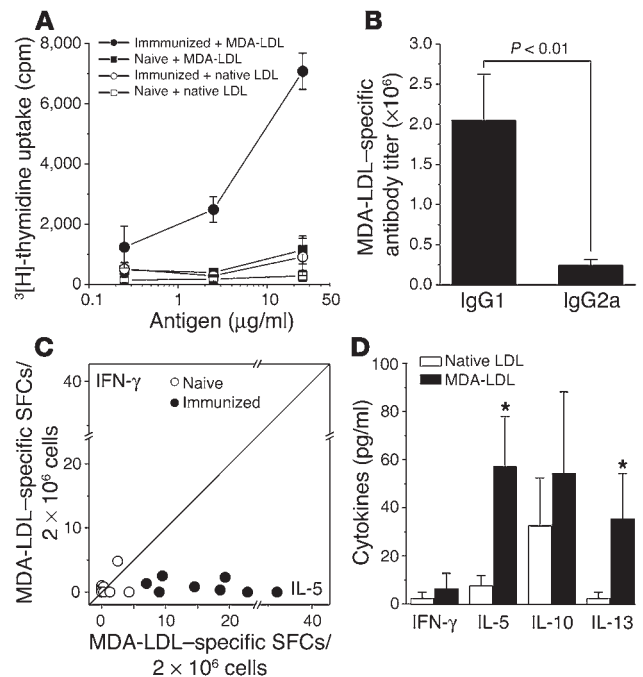 A
³[H]-thymidine uptake (cpm)
8,000
6,000
4,000
2,000
0
Immmunized + MDA-LDL
Naive + MDA-LDL
Immunized + native LDL
Naive + native LDL
0.1
1
10
50
Antigen (μg/ml)
B
MDA-LDL–specific
antibody titer (×10⁶)
3.0
2.5
2.0
1.5
1.0
0.5
0
P < 0.01
IgG1
IgG2a
C
MDA-LDL–specific SFCs/
2 × 10⁶ cells
40
20
10
0
IFN-γ
Naive
Immunized
IL-5
0
10
20
40
MDA-LDL–specific SFCs/
2 × 10⁶ cells
D
Cytokines (pg/ml)
100
80
60
40
20
0
Native LDL
MDA-LDL
*
*
IFN-γ
IL-5
IL-10
IL-13